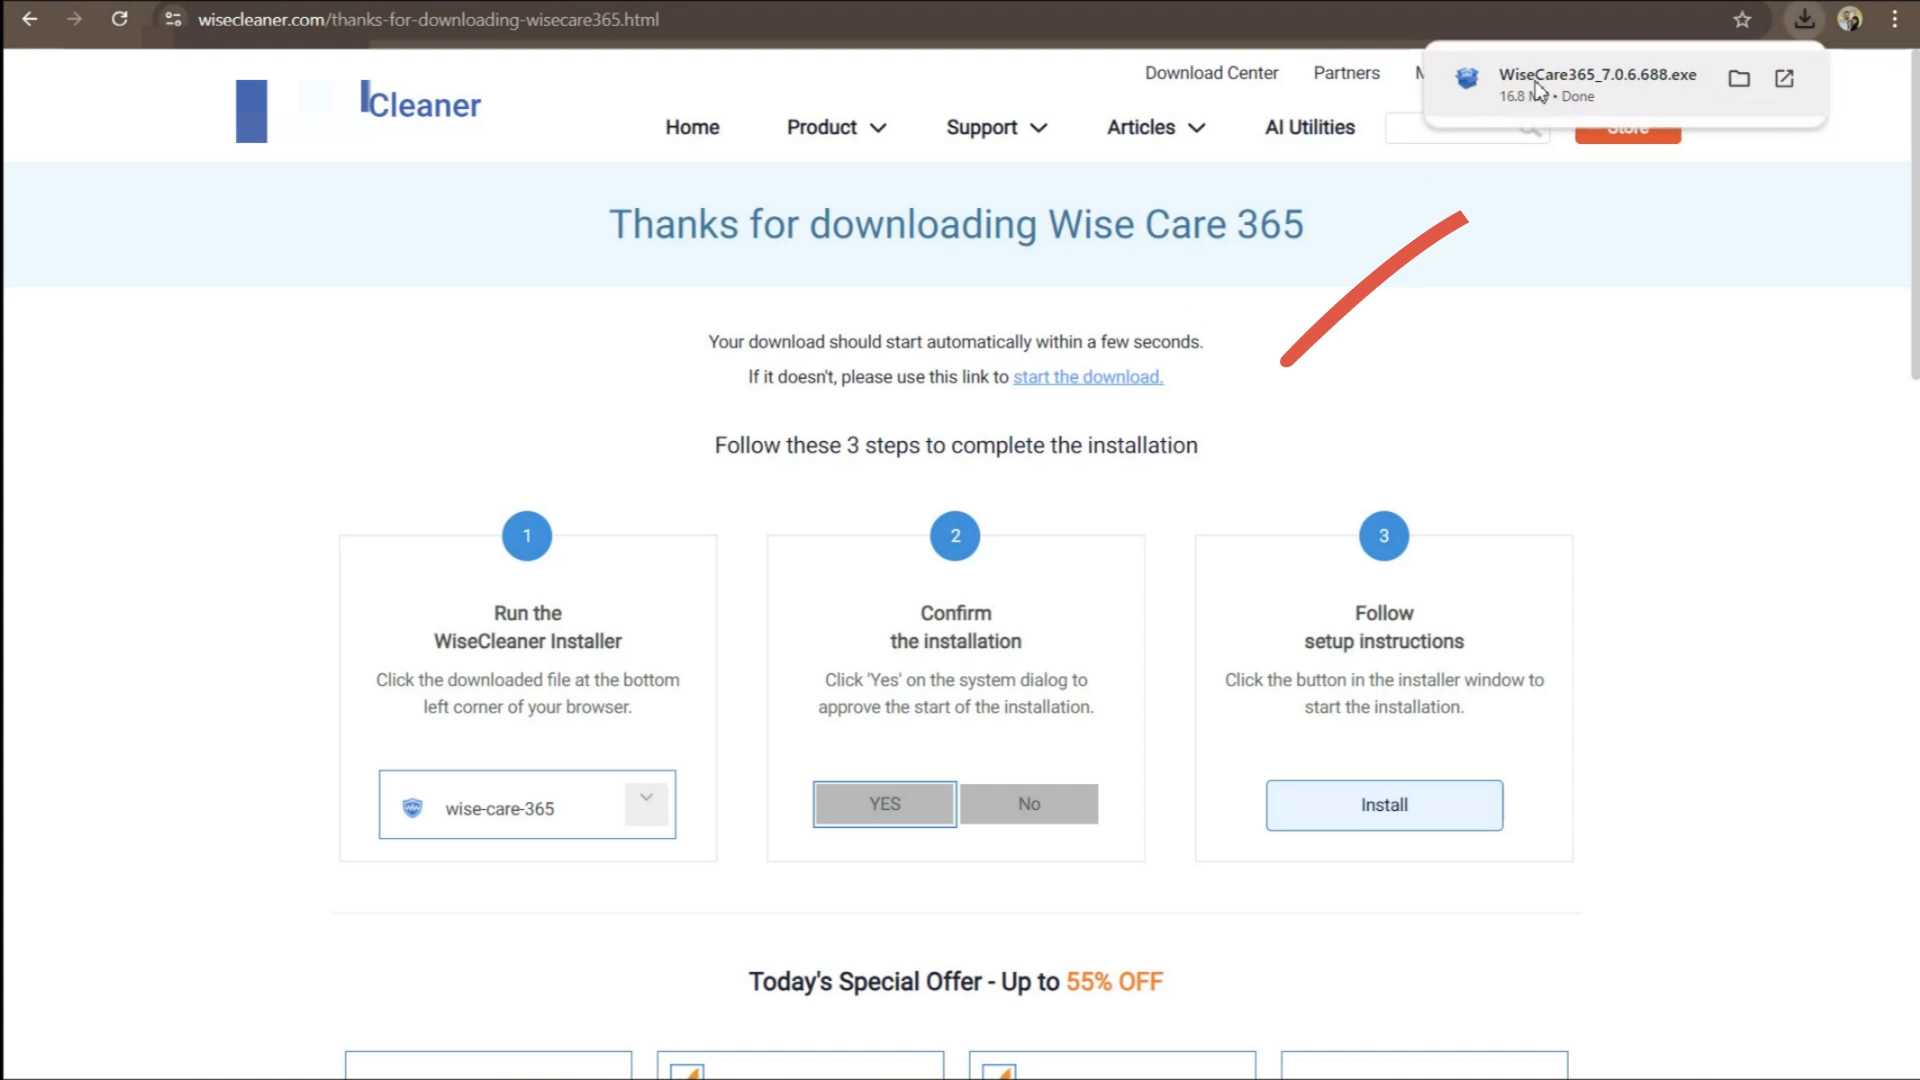 wisecleaner.com/thanks-for-downloading-wisecare365.html
WiseCare365_7.0.6.688.exe
16.8 • Done
Download Center
Partners
Cleaner
Home
Product
Support
Articles
AI Utilities
Store
Thanks for downloading Wise Care 365
Your download should start automatically within a few seconds.
If it doesn't, please use this link to start the download.
Follow these 3 steps to complete the installation
1
Run the
WiseCleaner Installer
Click the downloaded file at the bottom
left corner of your browser.
wise-care-365
2
Confirm
the installation
Click 'Yes' on the system dialog to
approve the start of the installation.
YES
No
3
Follow
setup instructions
Click the button in the installer window to
start the installation.
Install
Today's Special Offer - Up to 55% OFF